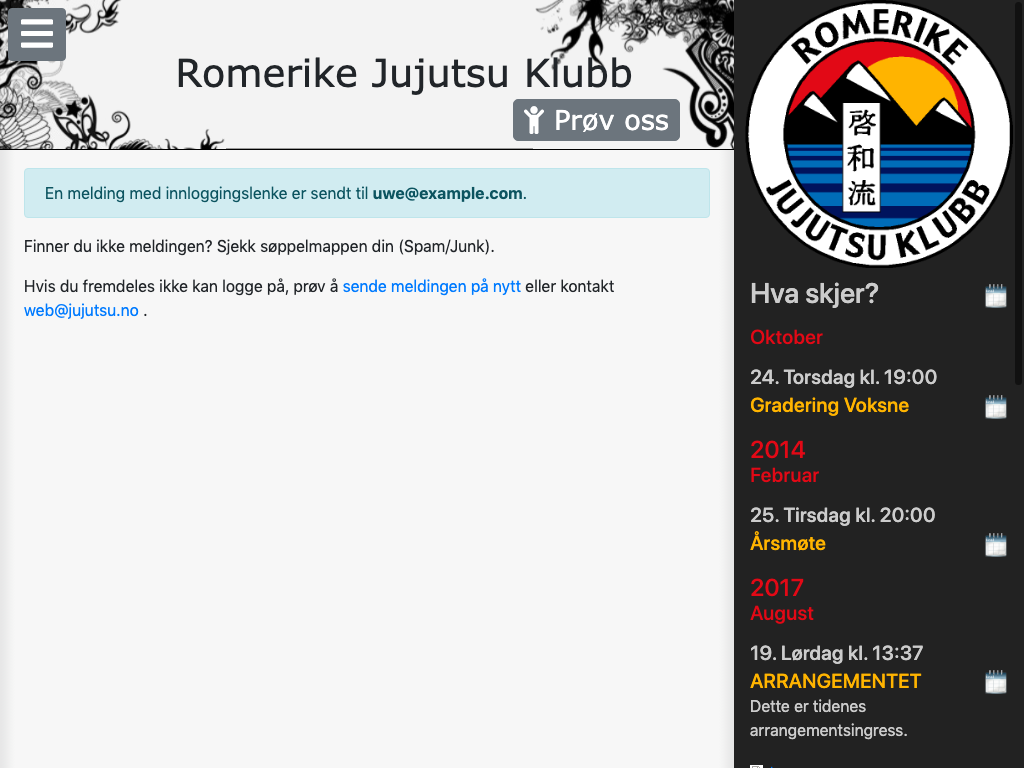 Romerike Jujutsu Klubb
Prøv oss
En melding med innloggingslenke er sendt til uwe@example.com.
Finner du ikke meldingen? Sjekk søppelmappen din (Spam/Junk).
Hvis du fremdeles ikke kan logge på, prøv å sende meldingen på nytt eller kontakt
web@jujutsu.no .
ROMERIKE
啓和流
JUJUTSU KLUBB
Hva skjer?
Oktober
24. Torsdag kl. 19:00
Gradering Voksne
2014
Februar
25. Tirsdag kl. 20:00
Årsmøte
2017
August
19. Lørdag kl. 13:37
ARRANGEMENTET
Dette er tidenes
arrangementsingress.